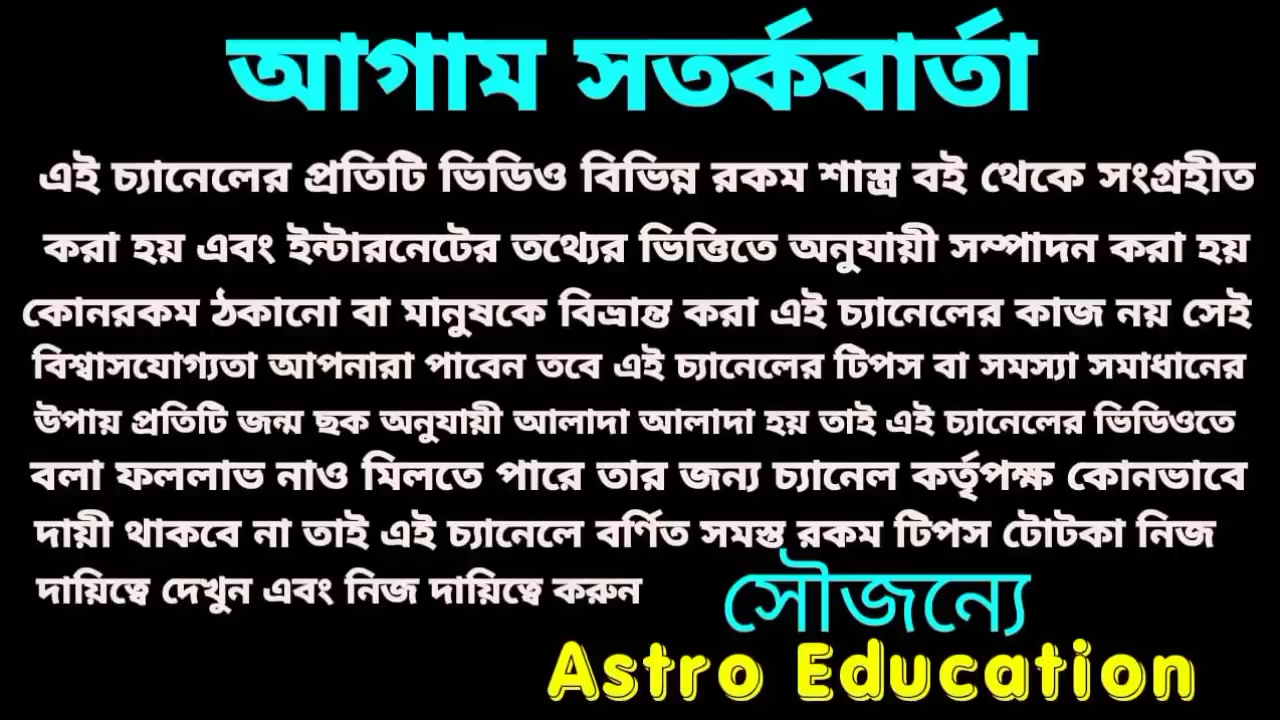 আগাম সতর্কবার্তা
এই চ্যানেলের প্রতিটি ভিডিও বিভিন্ন রকম শাস্ত্র বই থেকে সংগ্রহীত
করা হয় এবং ইন্টারনেটের তথ্যের ভিত্তিতে অনুযায়ী সম্পাদন করা হয়
কোনরকম ঠকানো বা মানুষকে বিভ্রান্ত করা এই চ্যানেলের কাজ নয় সেই
বিশ্বাসযোগ্যতা আপনারা পাবেন তবে এই চ্যানেলের টিপস বা সমস্যা সমাধানের
উপায় প্রতিটি জন্ম ছক অনুযায়ী আলাদা আলাদা হয় তাই এই চ্যানেলের ভিডিওতে
বলা ফললাভ নাও মিলতে পারে তার জন্য চ্যানেল কর্তৃপক্ষ কোনভাবে
দায়ী থাকবে না তাই এই চ্যানেলে বর্ণিত সমস্ত রকম টিপস টোটকা নিজ
দায়িত্বে দেখুন এবং নিজ দায়িত্বে করুন
সৌজন্যে
Astro Education